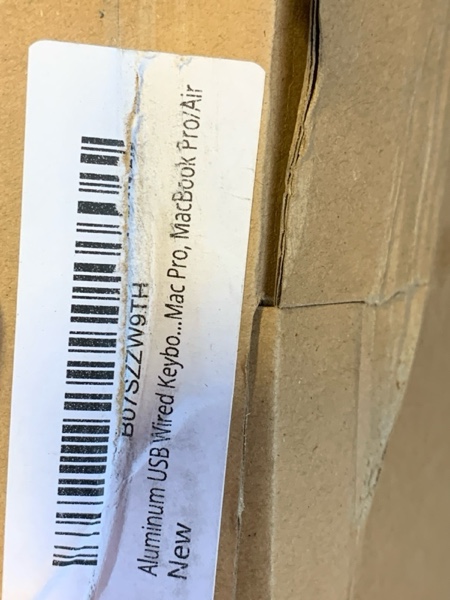 B07SZZW9TH
Aluminum USB Wired Keybo...Mac Pro, MacBook Pro/Air
New